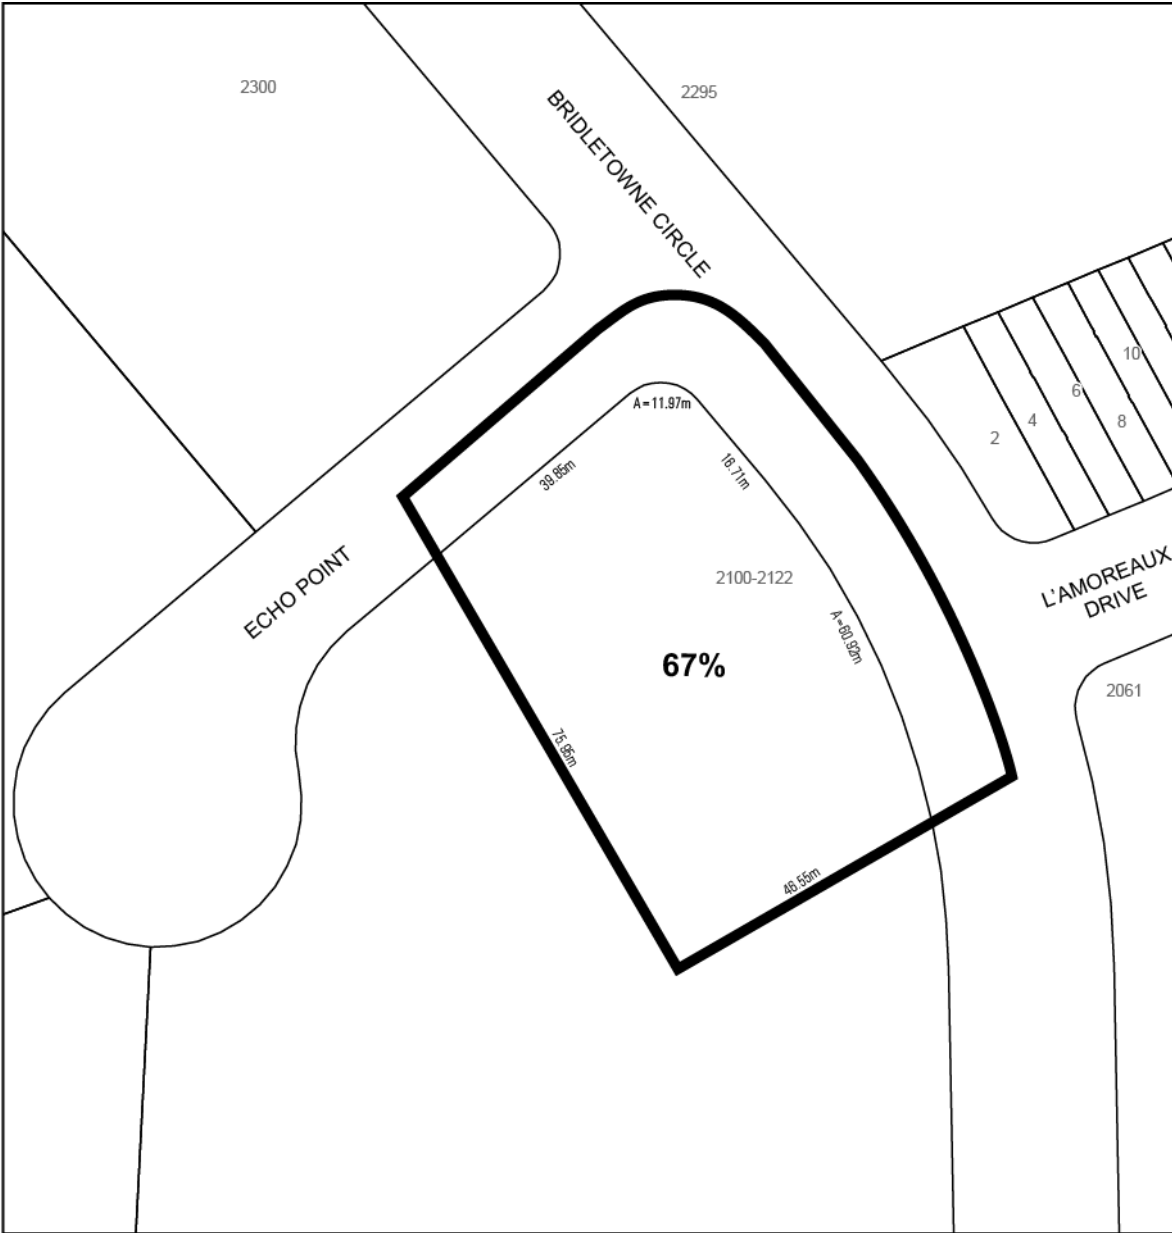 2300
2295
BRIDLETOWNE CIRCLE
10
6
4
8
2
A=11.97m
39.85m
16.71m
ECHO POINT
2100-2122
L'AMOREAUX
DRIVE
A=60.92m
67%
2061
75.95m
46.55m